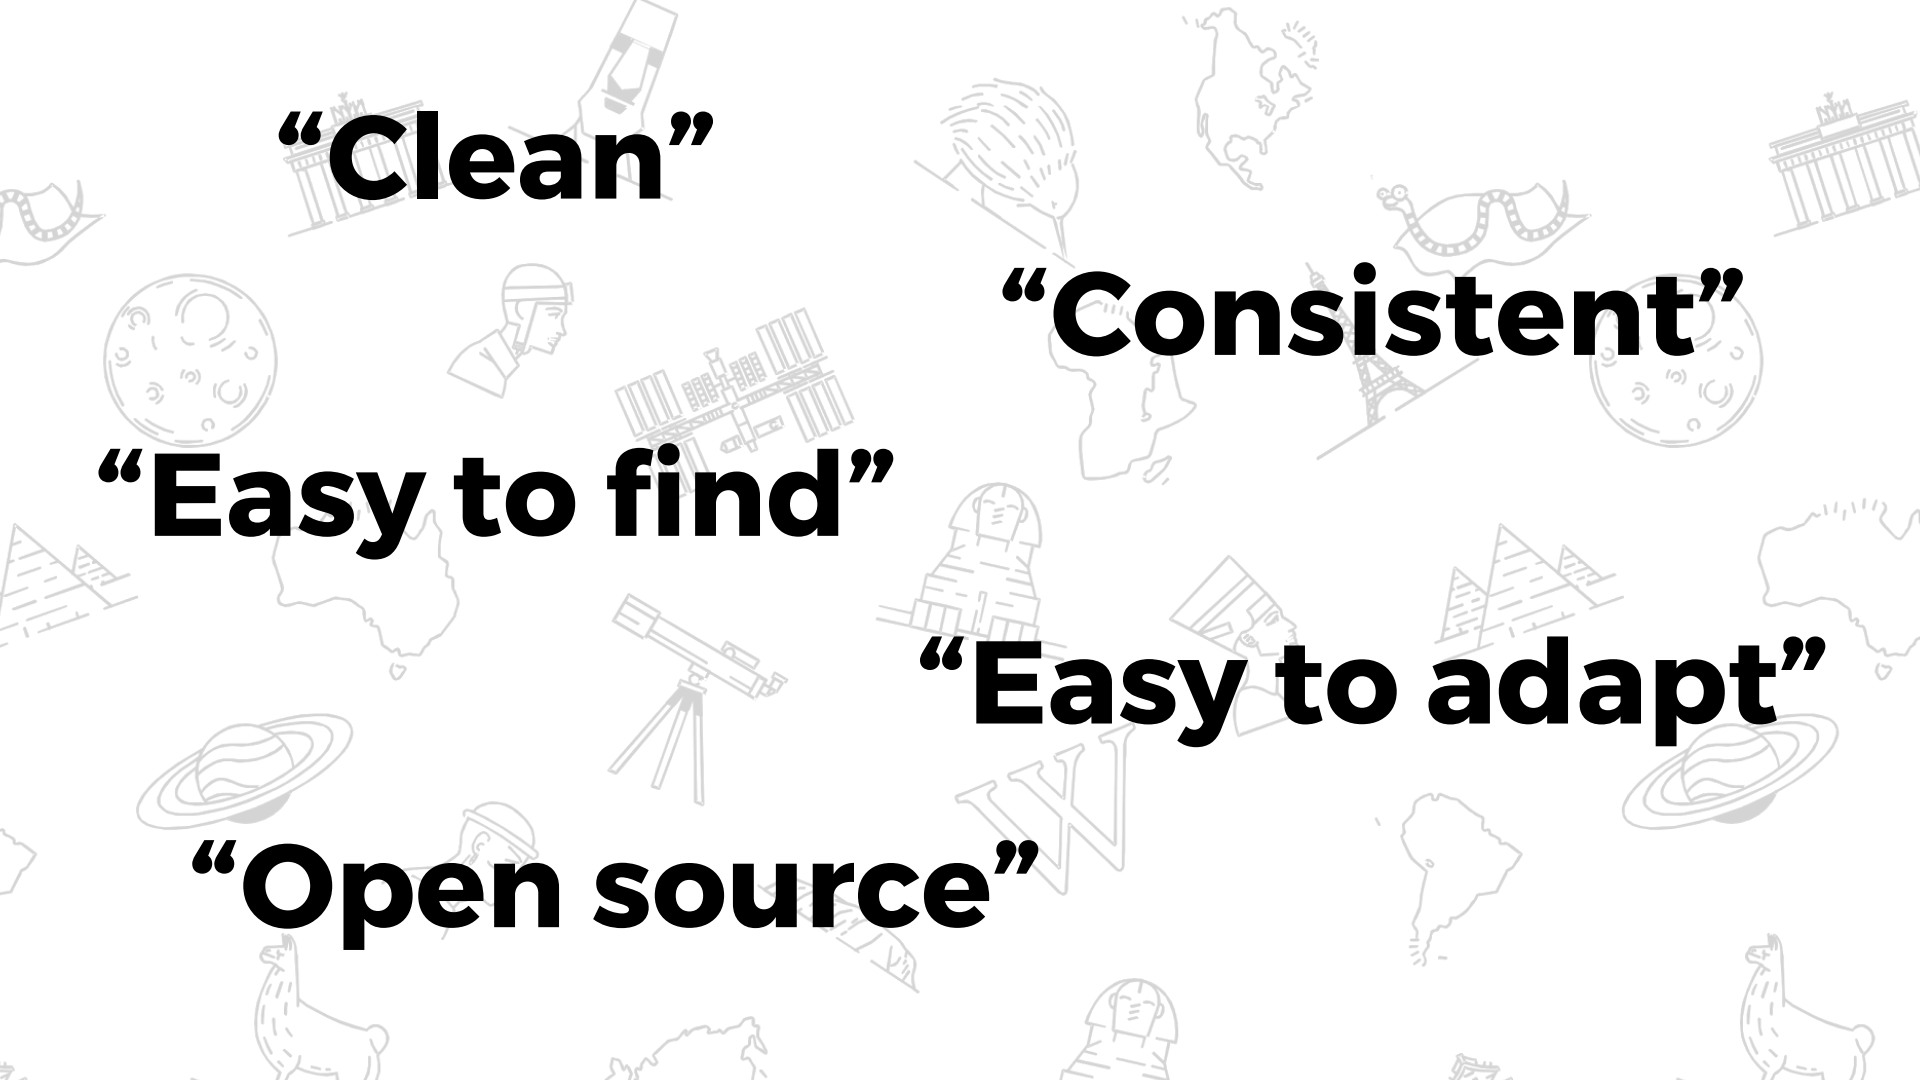 “Clean”
“Consistent”
“Easy to find”
“Easy to adapt”
W
“Open source”